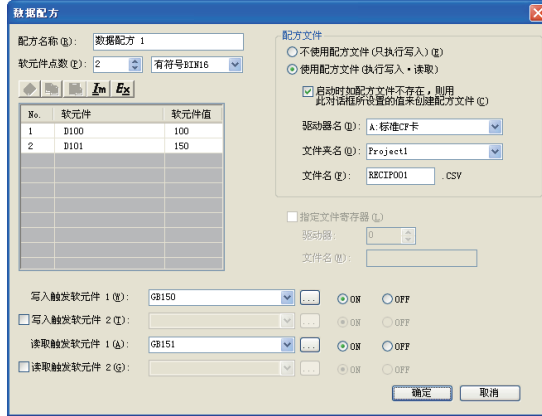 数据配方
配方名称(R): 数据配方 1
软元件点数(P): 2 有符号BIN16
Im Ex
No. 软元件 软元件值
1 D100 100
2 D101 150
配方文件
不使用配方文件(只执行写入)(E)
使用配方文件(执行写入・读取)
启动时如配方文件不存在，则用
此对话框所设置的值来创建配方文件(C)
驱动器名(D): A:标准CF卡
文件夹名(O): Project1
文件名(F): RECIP001 .CSV
指定文件寄存器(L)
驱动器: 0
文件名(M):
写入触发软元件 1(W): GB150 ... ON OFF
写入触发软元件 2(T): ... ON OFF
读取触发软元件 1(A): GB151 ... ON OFF
读取触发软元件 2(G): ... ON OFF
确定 取消